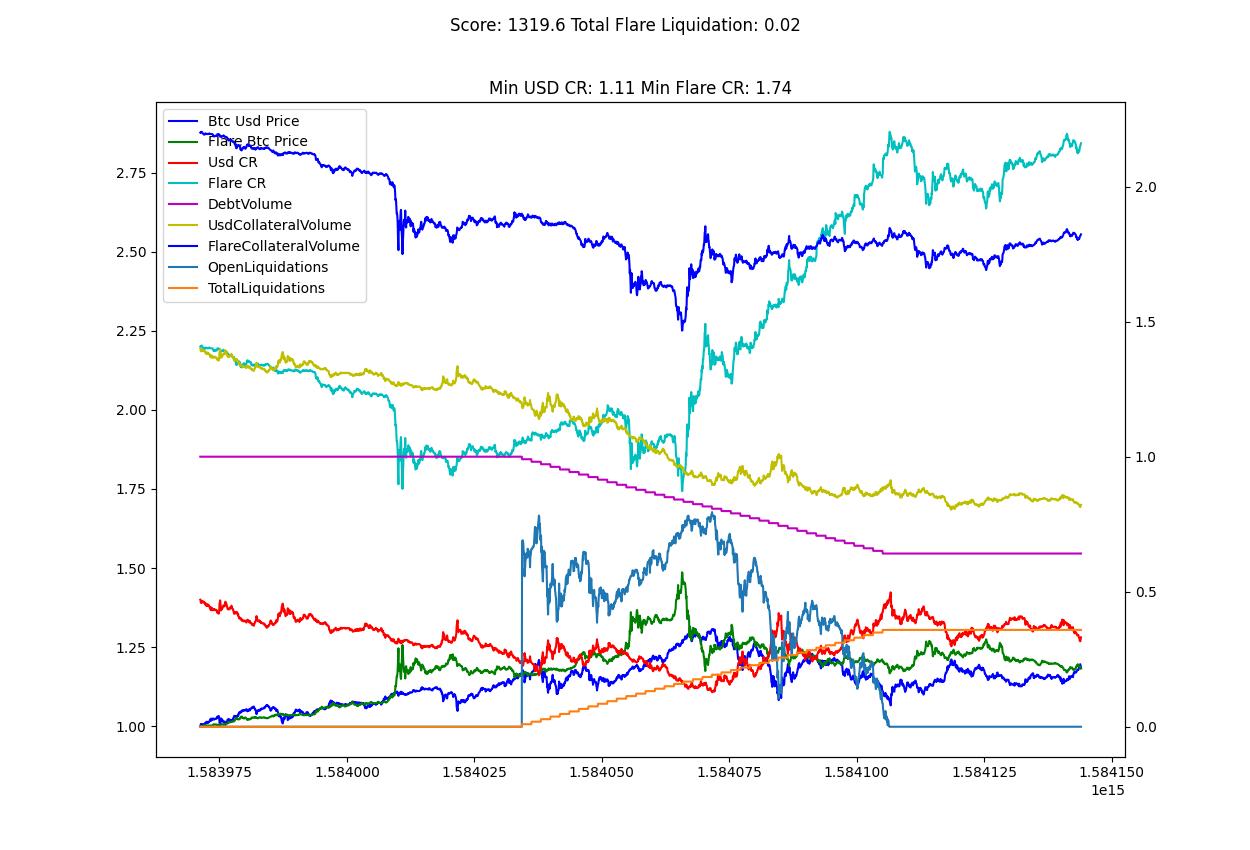 Score: 1319.6 Total Flare Liquidation: 0.02
Min USD CR: 1.11 Min Flare CR: 1.74
Btc Usd Price
Flare Btc Price
Usd CR
Flare CR
DebtVolume
UsdCollateralVolume
FlareCollateralVolume
OpenLiquidations
TotalLiquidations
2.75
2.50
2.25
2.00
1.75
1.50
1.25
1.00
2.0
1.5
1.0
0.5
0.0
1.583975 1.584000 1.584025 1.584050 1.584075 1.584100 1.584125 1.584150
1e15